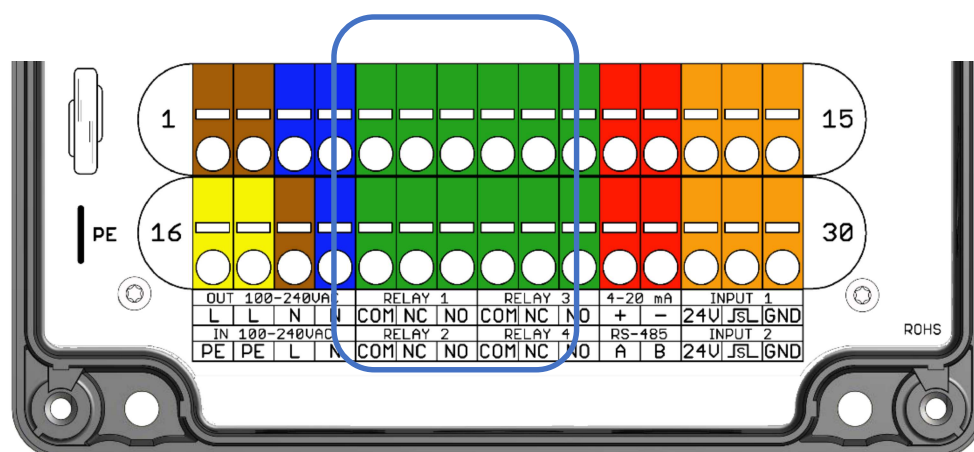 1 15
PE 16 30
OUT 100-240VAC RELAY 1 RELAY 3 4-20 mA INPUT 1
L L N N COM NC NO COM NC NO + - 24V GND
IN 100-240VAC RELAY 2 RELAY 4 RS-485 INPUT 2
PE PE L N COM NC NO COM NC NO A B 24V GND
ROHS